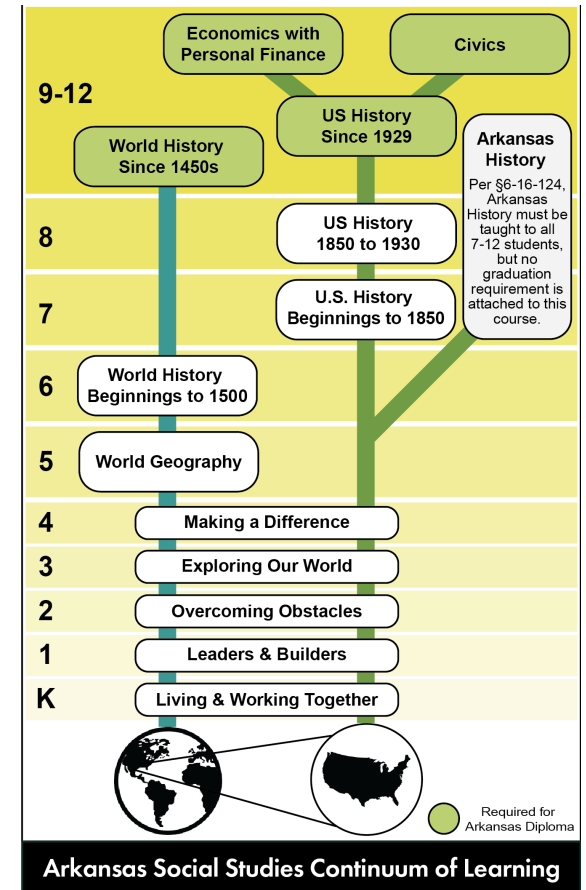 Economics with
Personal Finance
Civics
9-12
US History
Since 1929
World History
Since 1450s
Arkansas
History
Per §6-16-124,
Arkansas
History must be
taught to all
7-12 students,
but no
graduation
requirement is
attached to this
course.
8
US History
1850 to 1930
7
U.S. History
Beginnings to 1850
6
World History
Beginnings to 1500
5
World Geography
4
Making a Difference
3
Exploring Our World
2
Overcoming Obstacles
1
Leaders & Builders
K
Living & Working Together
Required for
Arkansas Diploma
Arkansas Social Studies Continuum of Learning